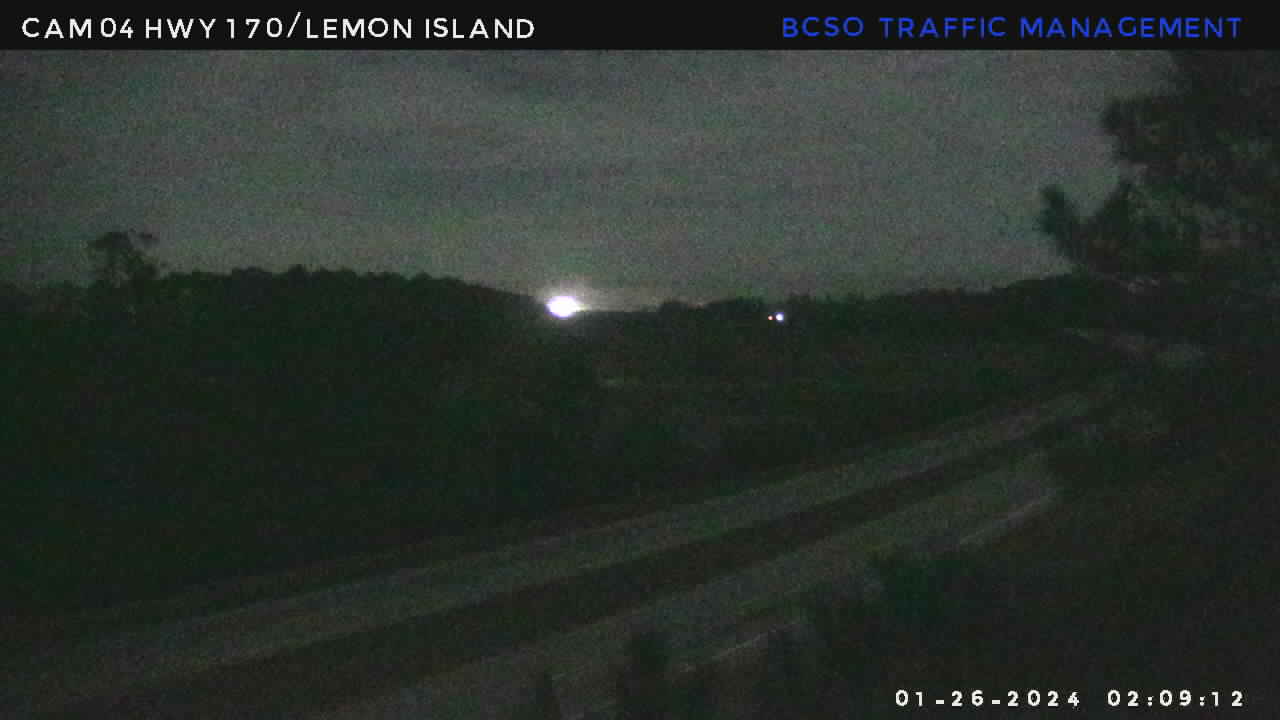 CAM04 HWY 170/LEMON ISLAND
BCSO TRAFFIC MANAGEMENT
01-26-2024 02:09:12